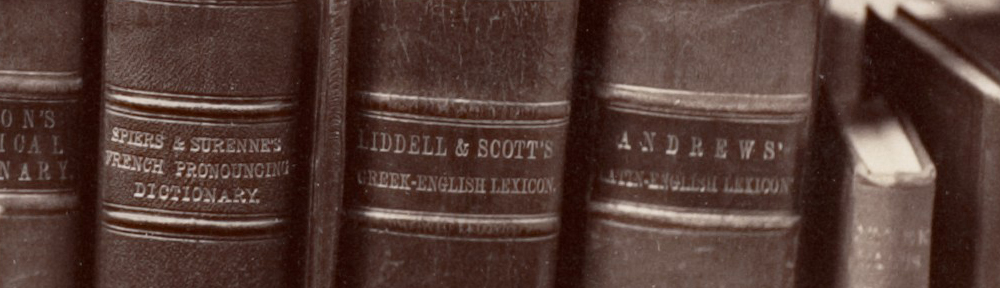 ON'S
ICAL
NARY.
SPIERS & SURENNE'S
FRENCH PRONOUNCING
DICTIONARY.
LIDDELL & SCOTT'S
GREEK-ENGLISH LEXICON.
ANDREWS'
LATIN-ENGLISH LEXICON